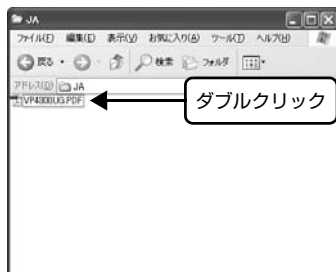 JA
ファイル(F) 編集(E) 表示(V) お気に入り(A) ツール(T) ヘルプ(H)
戻る 検索 フォルダ
アドレス(D) JA
VP4300UG.PDF
ダブルクリック